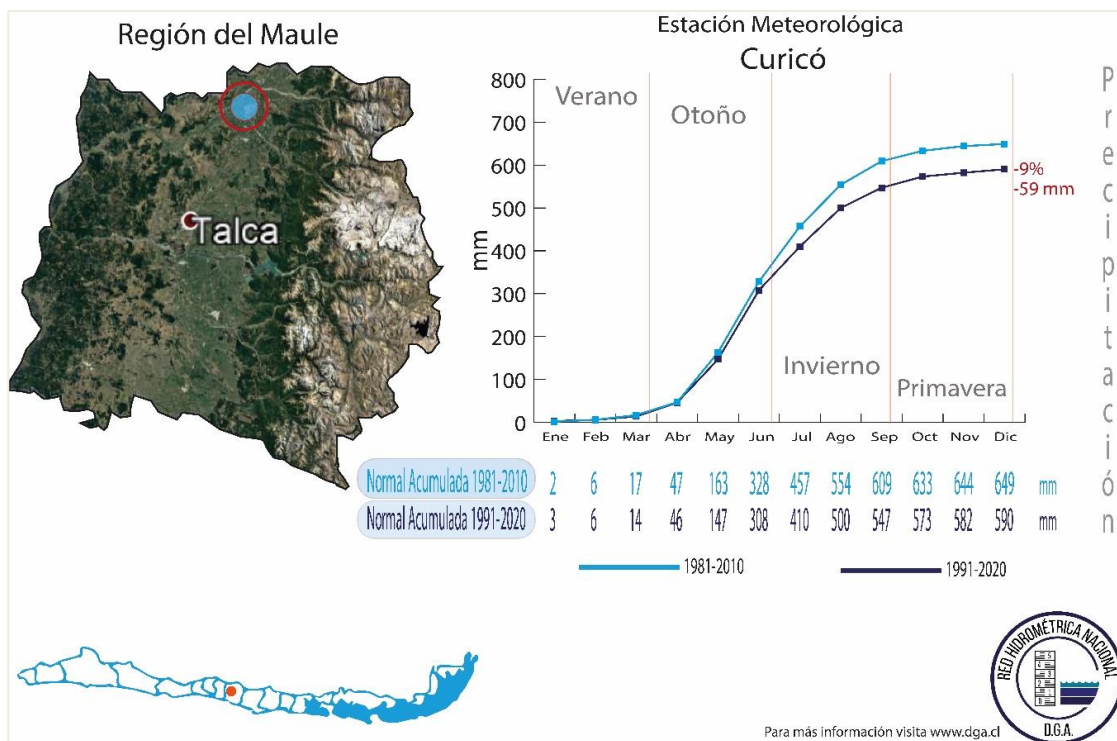 Región del Maule
Talca
Estación Meteorológica
Curicó
800
700
600
500
400
300
200
100
0
mm
Verano
Otoño
Invierno
Primavera
-9%
-59 mm
Precipitación
Ene Feb Mar Abr May Jun Jul Ago Sep Oct Nov Dic
Normal Acumulada 1981-2010 2 6 17 47 163 328 457 554 609 633 644 649 mm
Normal Acumulada 1991-2020 3 6 14 46 147 308 410 500 547 573 582 590 mm
1981-2010 1991-2020
RED HIDROMÉTRICA NACIONAL
D.G.A.
Para más información visita www.dga.cl